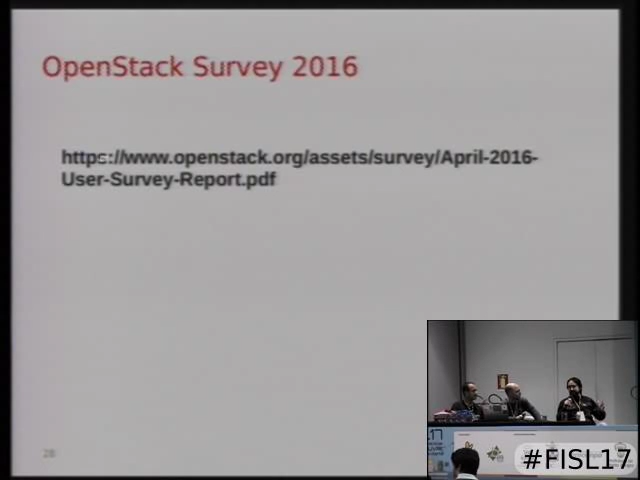 OpenStack Survey 2016
https://www.openstack.org/assets/survey/April-2016-
User-Survey-Report.pdf
28
#FISL17